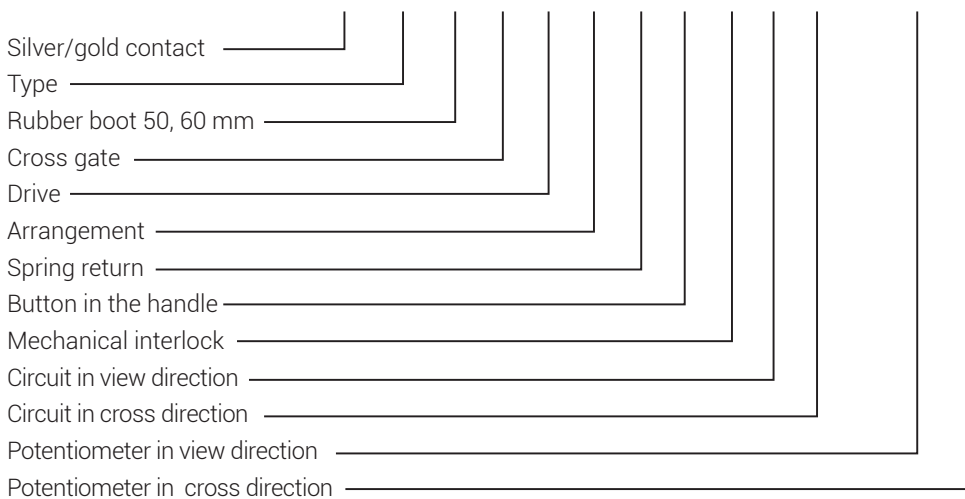 Silver/gold contact
Type
Rubber boot 50, 60 mm
Cross gate
Drive
Arrangement
Spring return
Button in the handle
Mechanical interlock
Circuit in view direction
Circuit in cross direction
Potentiometer in view direction
Potentiometer in cross direction